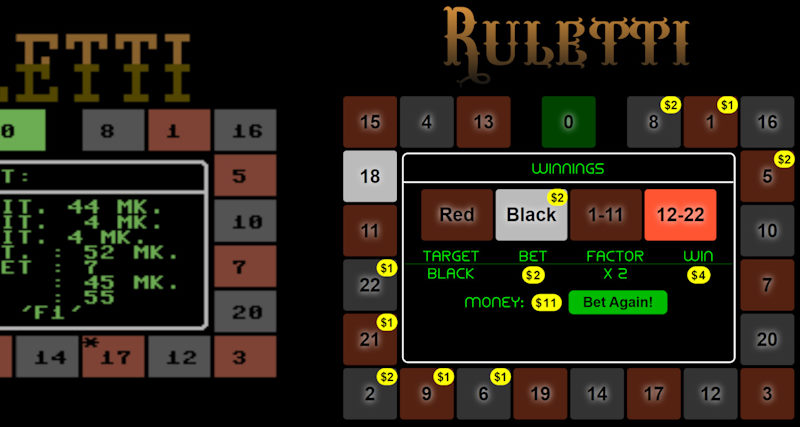 LETTI
LETTI
0 8 1 16
T:
5
IT. 44 MK.
IT. 4 MK.
10
IT. 4 MK.
T. : 52 MK.
ET : 7
7
: 45 MK.
: 55
'Fi'
20
14 *17 12 3
RULETTI
15 4 13 0 8 $2 1 $1 16
18
WINNINGS
5 $2
Red Black $2 1-11 12-22
11
10
TARGET BET FACTOR WIN
BLACK $2 X 2 $4
22 $1
7
MONEY: $11 Bet Again!
21 $1
20
2 $2 9 $1 6 $1 19 14 17 12 3